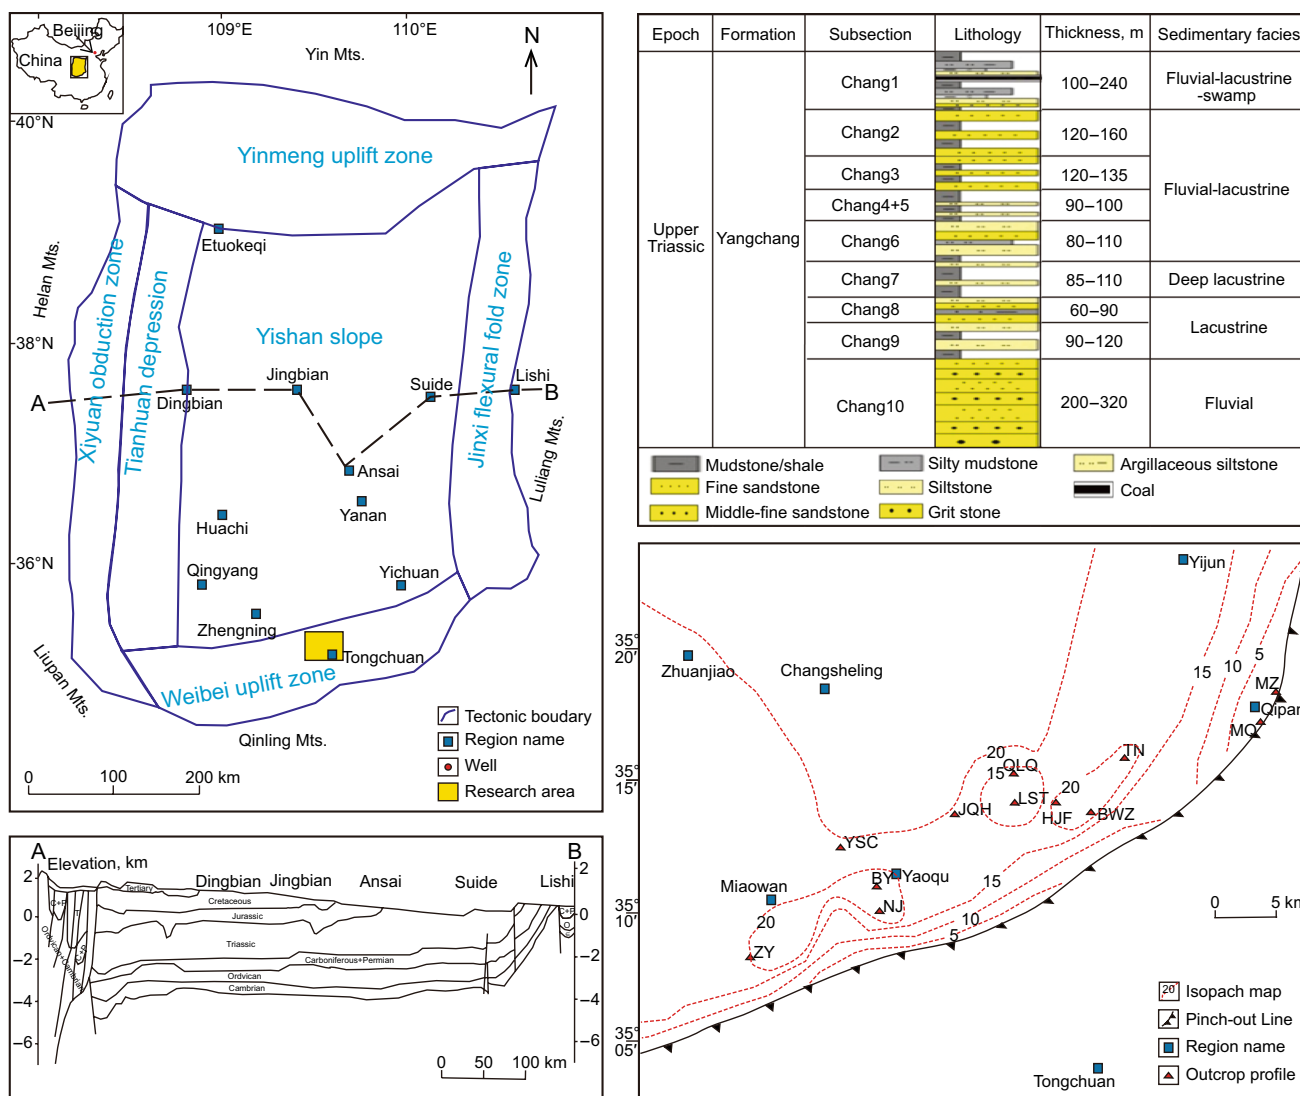 109°E
110°E
Beijing
China
Yin Mts.
N
40°N
Yinmeng uplift zone
Etuokeqi
Helan Mts.
Xiyuan obduction zone
Tianhuan depression
Jinxi flexural fold zone
Yishan slope
38°N
Jingbian
Suide
Lishi
A
Dingbian
B
Luliang Mts.
Ansai
Yanan
Huachi
36°N
Qingyang
Yichuan
Zhengning
Tongchuan
Liupan Mts.
Weibei uplift zone
Qinling Mts.
Tectonic boudary
Region name
Well
Research area
0 100 200 km
Epoch Formation Subsection Lithology Thickness, m Sedimentary facies
Upper
Triassic
Yangchang
Chang1 100–240 Fluvial-lacustrine
-swamp
Chang2 120–160
Chang3 120–135
Fluvial-lacustrine
Chang4+5 90–100
Chang6 80–110
Chang7 85–110 Deep lacustrine
Chang8 60–90
Lacustrine
Chang9 90–120
Chang10 200–320 Fluvial
Mudstone/shale Silty mudstone Argillaceous siltstone
Fine sandstone Siltstone Coal
Middle-fine sandstone Grit stone
A
B
Elevation, km
2
0
−2
−4
−6
2
0
−2
−4
−6
Dingbian Jingbian Ansai Suide Lishi
Tertiary
Cretaceous
Jurassic
Triassic
Carboniferous+Permian
Ordvican
Cambrian
C+P
T
Ordvican+Cambrian
C+P
O
0 50 100 km
35°
20′
35°
15′
35°
10′
35°
05′
Yijun
Zhuanjiao
Changsheling
15
10
5
MZ
Qipan
MQ
20
QLQ
15
TN
20
LST
JQH
HJF
BWZ
YSC
BY
Yaoqu
Miaowan
15
NJ
20
10
5
ZY
0 5 km
20 Isopach map
Pinch-out Line
Region name
Outcrop profile
Tongchuan